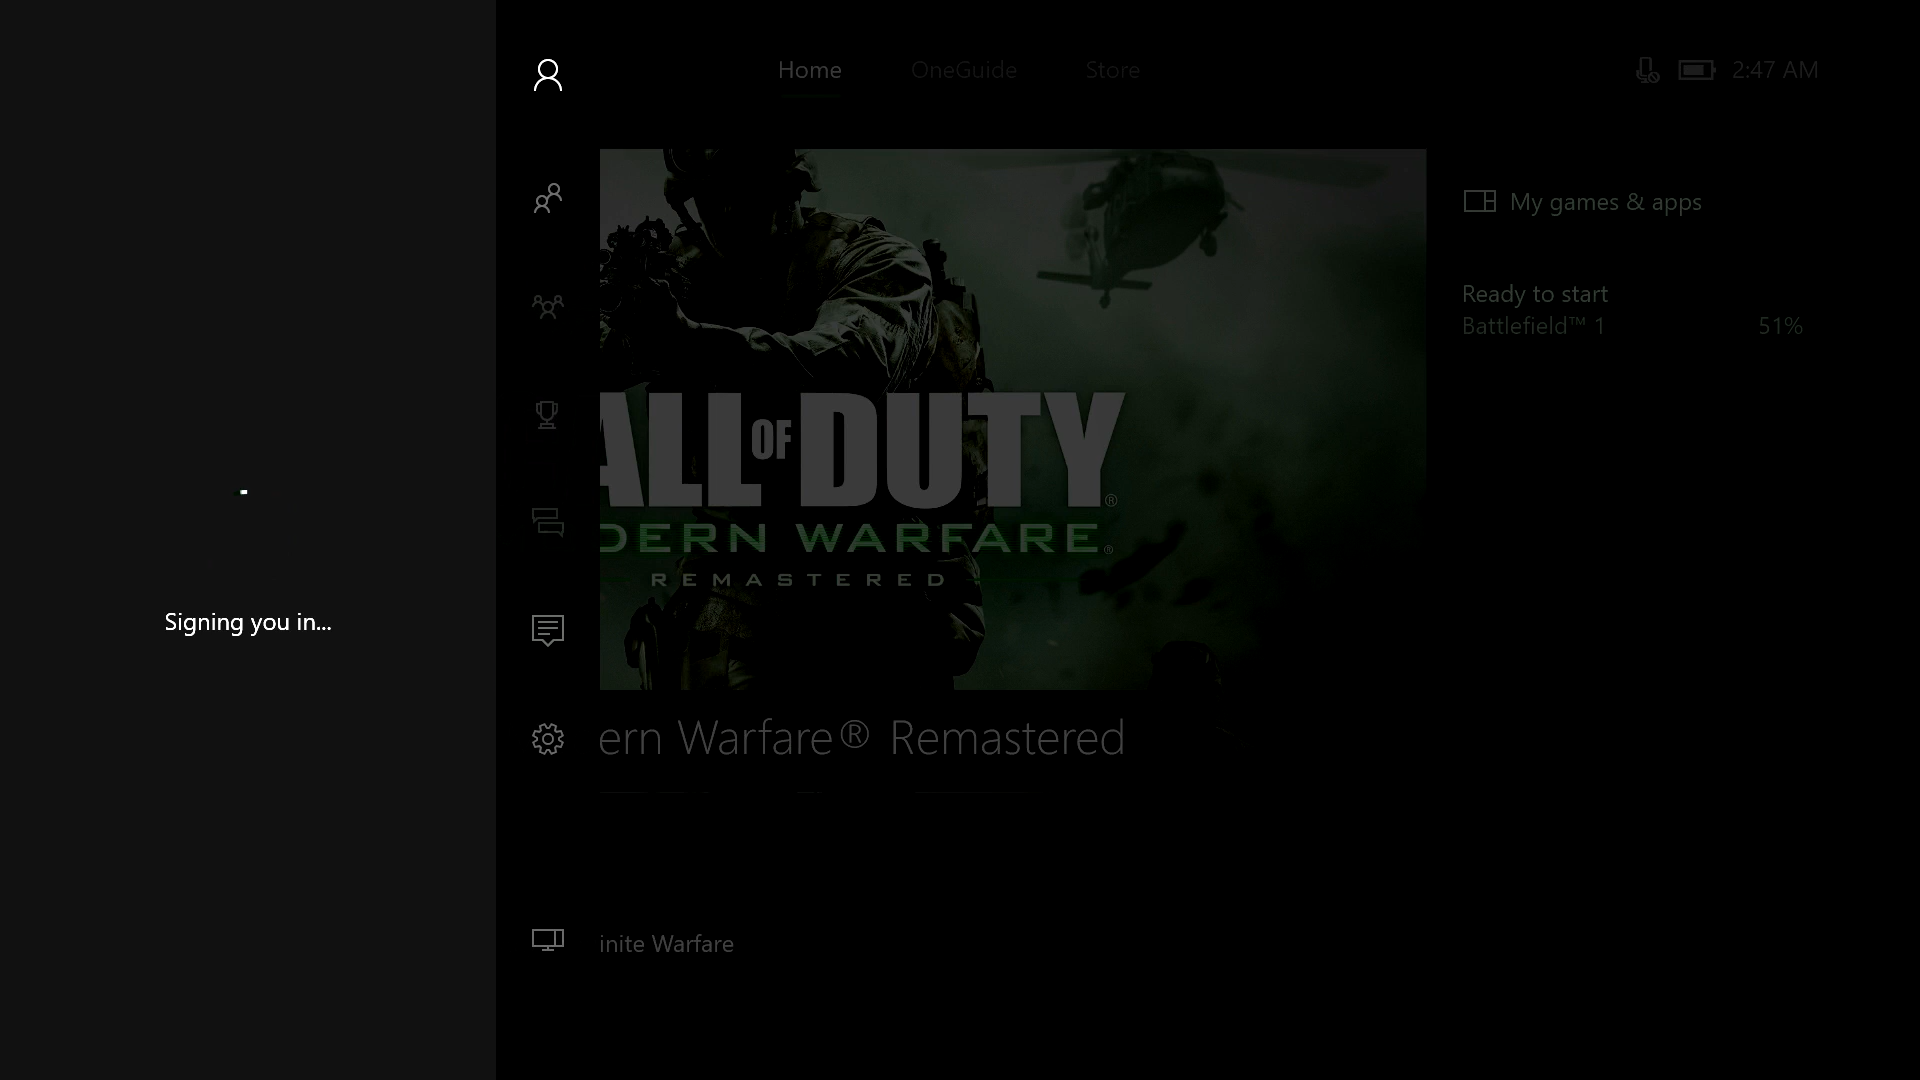 Home OneGuide Store
2:47 AM
My games & apps
Ready to start
Battlefield™ 1 51%
ALL OF DUTY®
DERN WARFARE®
REMASTERED
Signing you in...
ern Warfare® Remastered
inite Warfare